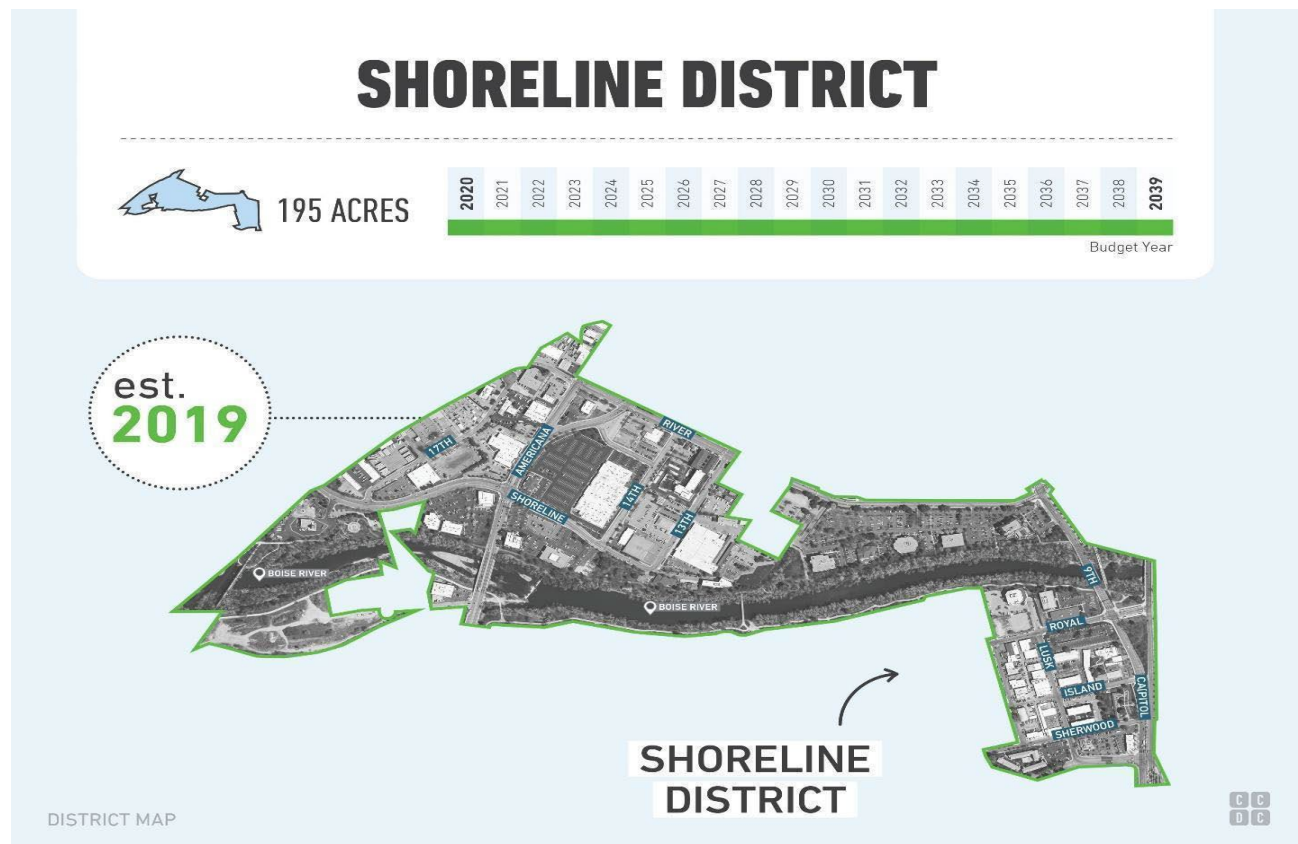 SHORELINE DISTRICT
195 ACRES
2020 2021 2022 2023 2024 2025 2026 2027 2028 2029 2030 2031 2032 2033 2034 2035 2036 2037 2038 2039
Budget Year
est.
2019
17TH
AMERICANA
RIVER
SHORELINE
14TH
13TH
BOISE RIVER
BOISE RIVER
9TH
ROYAL
LUSK
ISLAND
CAPITOL
SHERWOOD
SHORELINE
DISTRICT
DISTRICT MAP
C C
D C